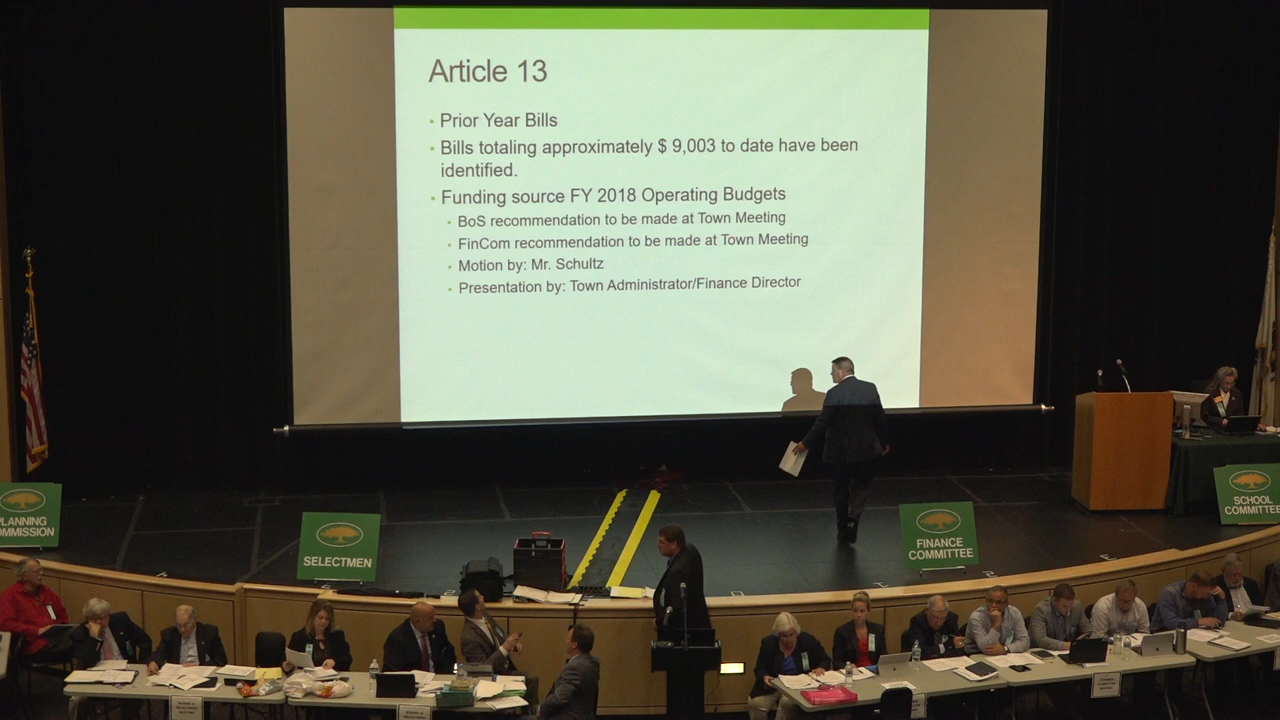 Article 13
• Prior Year Bills
• Bills totaling approximately $ 9,003 to date have been
identified.
• Funding source FY 2018 Operating Budgets
• BoS recommendation to be made at Town Meeting
• FinCom recommendation to be made at Town Meeting
• Motion by: Mr. Schultz
• Presentation by: Town Administrator/Finance Director
PLANNING
COMMISSION
SELECTMEN
FINANCE
COMMITTEE
SCHOOL
COMMITTEE